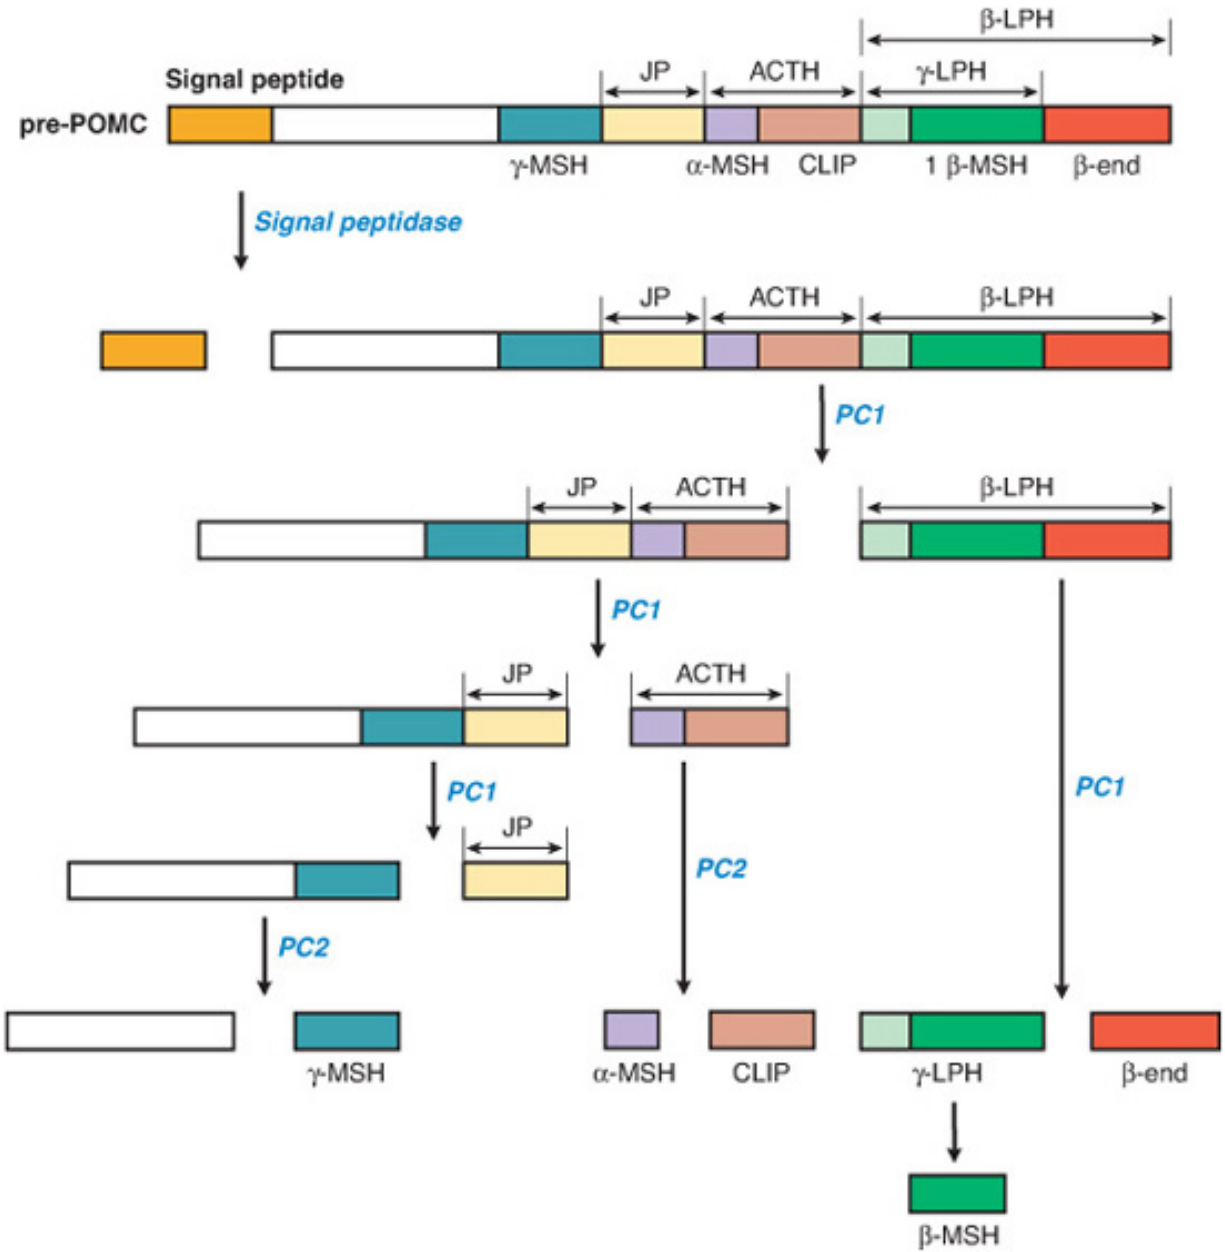 β-LPH
Signal peptide
JP
ACTH
γ-LPH
pre-POMC
γ-MSH
α-MSH
CLIP
1 β-MSH
β-end
Signal peptidase
JP
ACTH
β-LPH
PC1
JP
ACTH
β-LPH
PC1
JP
ACTH
PC1
PC1
JP
PC2
PC2
γ-MSH
α-MSH
CLIP
γ-LPH
β-end
β-MSH